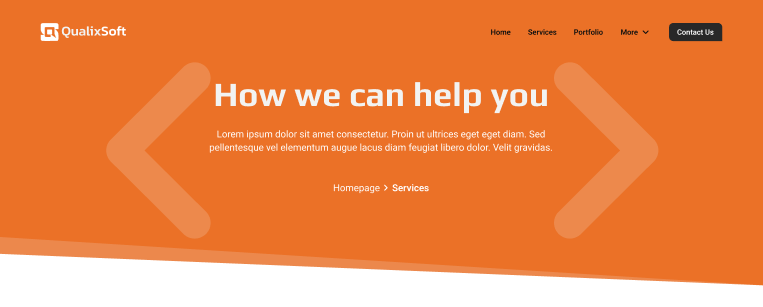 QualixSoft
Home Services Portfolio More Contact Us
How we can help you
Lorem ipsum dolor sit amet consectetur. Proin ut ultrices eget eget diam. Sed
pellentesque vel elementum augue lacus diam feugiat libero dolor. Velit gravidas.
Homepage > Services